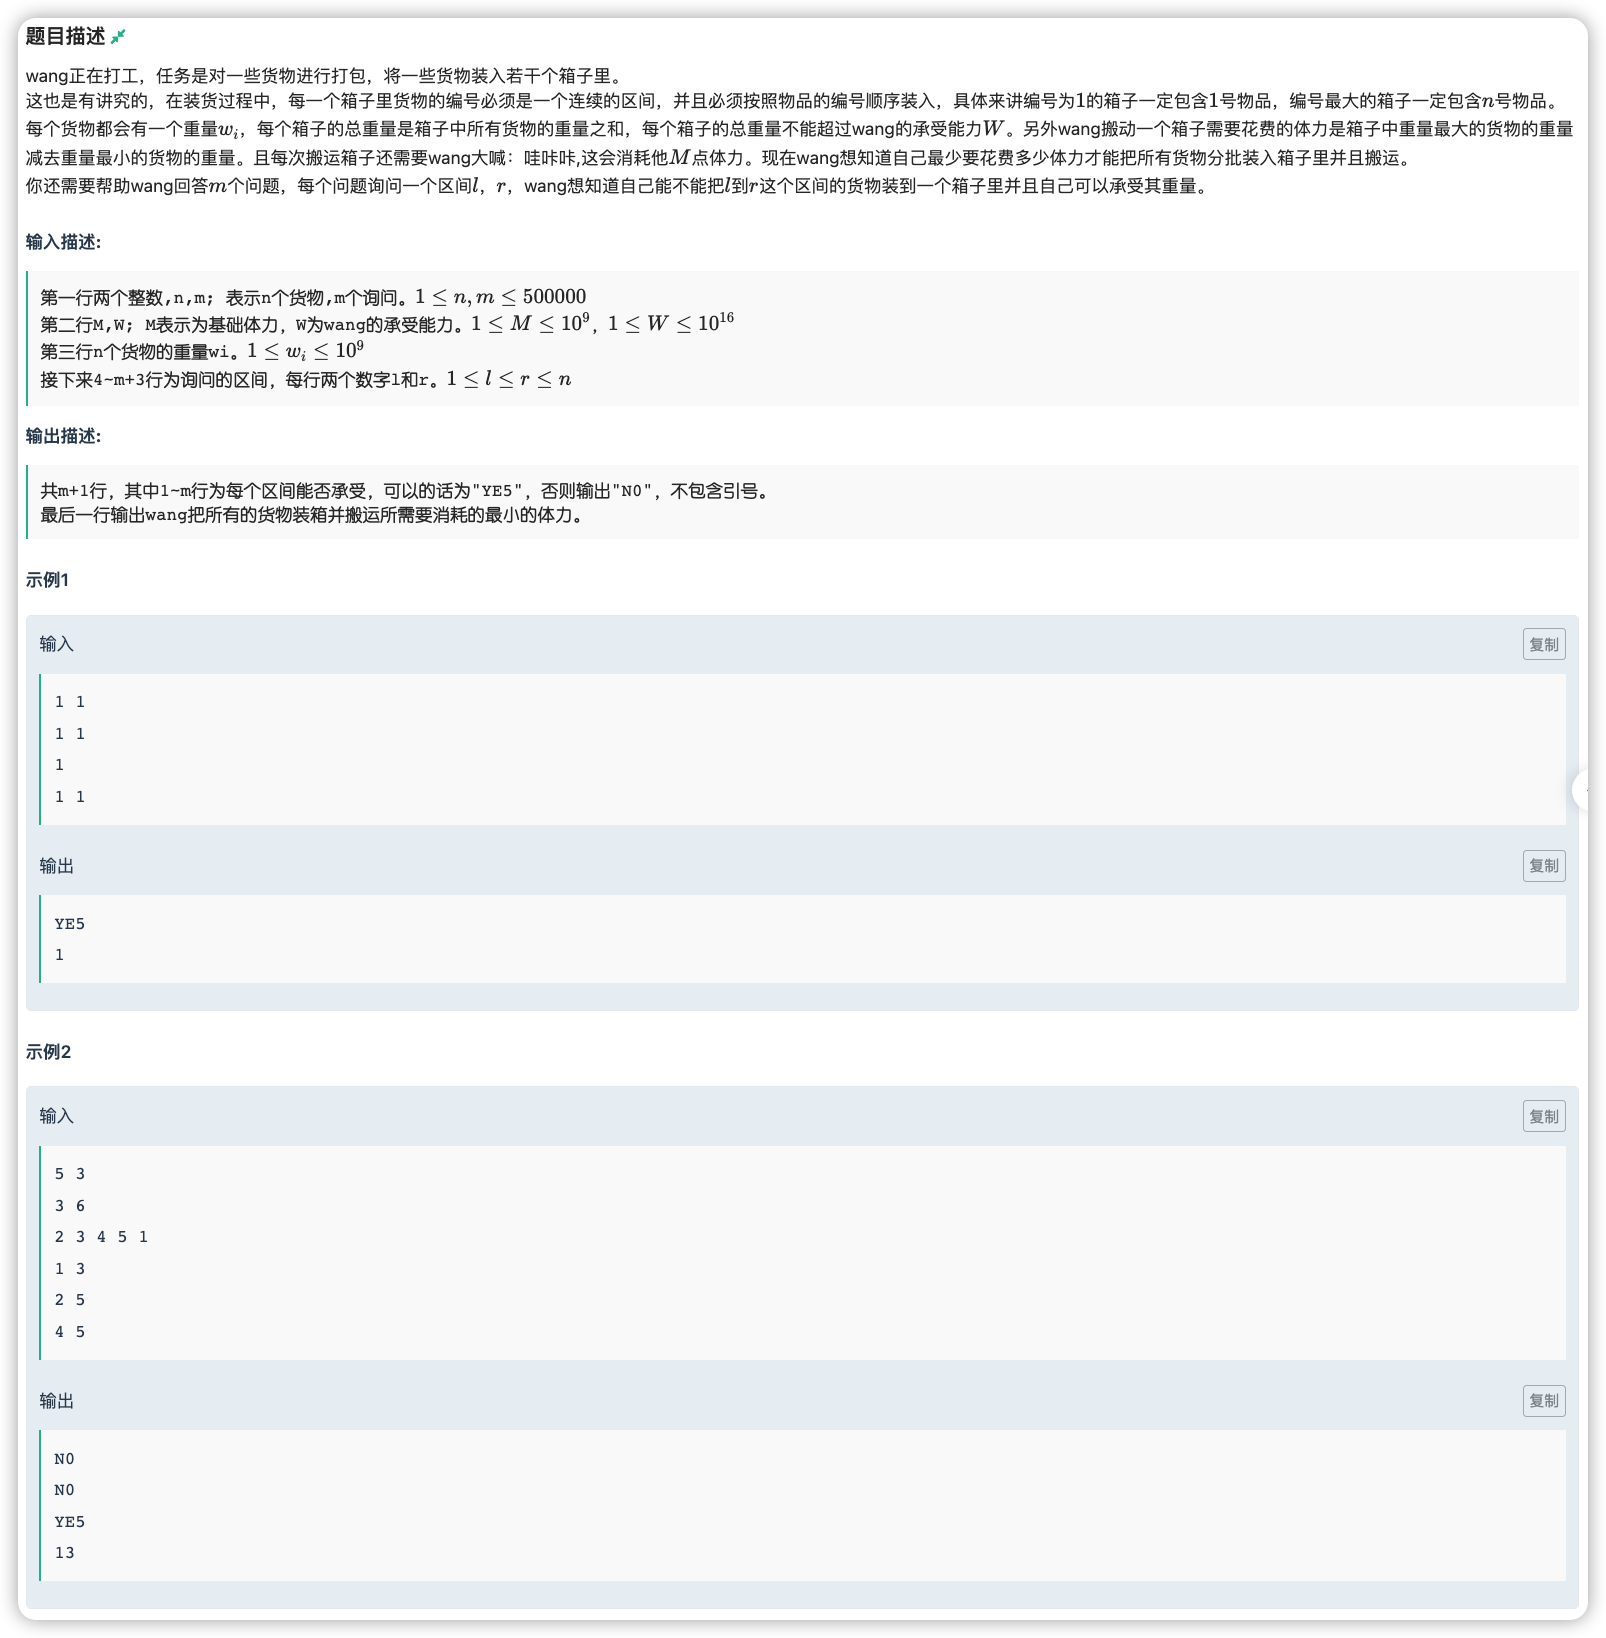 题目描述
wang正在打工，任务是对一些货物进行打包，将一些货物装入若干个箱子里。
这也是有讲究的，在装货过程中，每一个箱子里货物的编号必须是一个连续的区间，并且必须按照物品的编号顺序装入，具体来讲编号为1的箱子一定包含1号物品，编号最大的箱子一定包含n号物品。
每个货物都会有一个重量wᵢ，每个箱子的总重量是箱子中所有货物的重量之和，每个箱子的总重量不能超过wang的承受能力W。另外wang搬动一个箱子需要花费的体力是箱子中重量最大的货物的重量
减去重量最小的货物的重量。且每次搬运箱子还需要wang大喊：哇咔咔,这会消耗他M点体力。现在wang想知道自己最少要花费多少体力才能把所有货物分批装入箱子里并且搬运。
你还需要帮助wang回答m个问题，每个问题询问一个区间l，r，wang想知道自己能不能把l到r这个区间的货物装到一个箱子里并且自己可以承受其重量。
输入描述:
第一行两个整数,n,m；表示n个货物,m个询问。1 ≤ n, m ≤ 500000
第二行M,W；M表示为基础体力，W为wang的承受能力。1 ≤ M ≤ 10⁹，1 ≤ W ≤ 10¹⁶
第三行n个货物的重量wi。1 ≤ wᵢ ≤ 10⁹
接下来4~m+3行为询问的区间，每行两个数字l和r。1 ≤ l ≤ r ≤ n
输出描述:
共m+1行，其中1~m行为每个区间能否承受，可以的话为"YE5"，否则输出"N0"，不包含引号。
最后一行输出wang把所有的货物装箱并搬运所需要消耗的最小的体力。
示例1
输入
复制
1 1
1 1
1
1 1
输出
复制
YE5
1
示例2
输入
复制
5 3
3 6
2 3 4 5 1
1 3
2 5
4 5
输出
复制
N0
N0
YE5
13